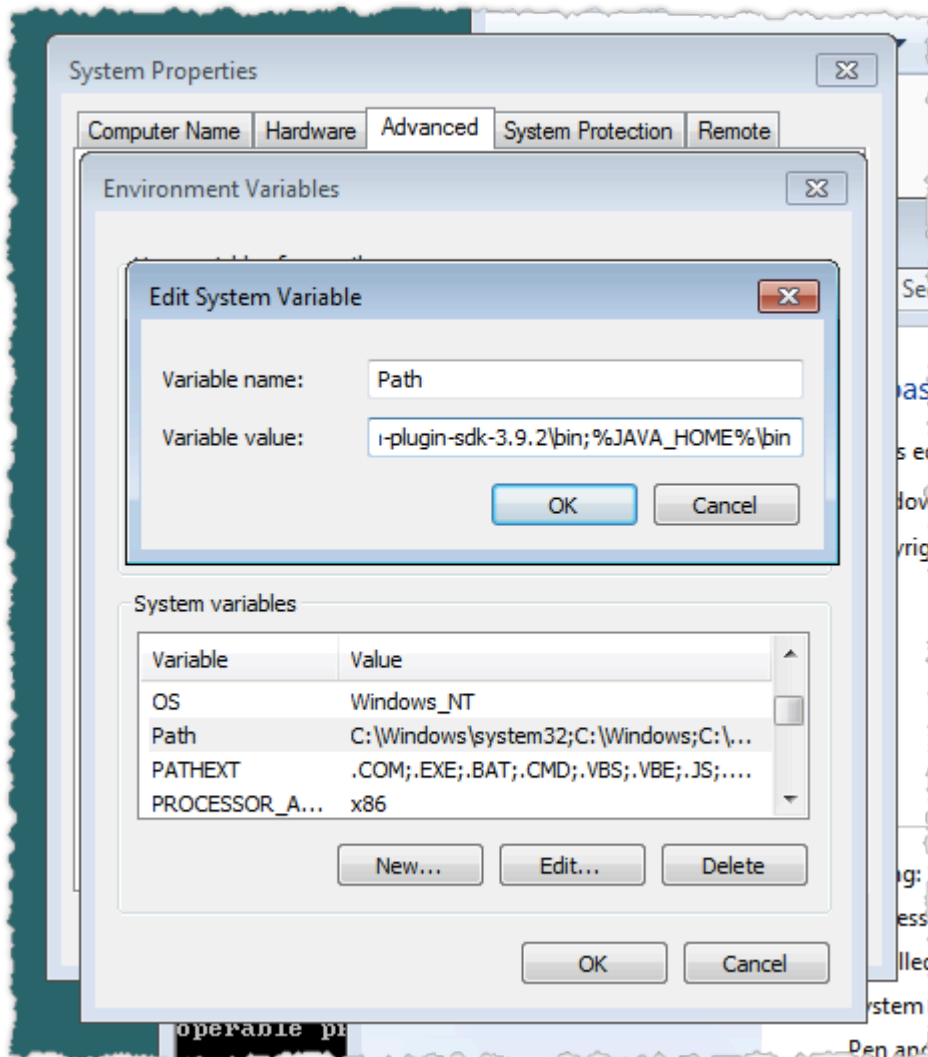 System Properties
Computer Name Hardware Advanced System Protection Remote
Environment Variables
Edit System Variable
Variable name: Path
Variable value: -plugin-sdk-3.9.2\bin;%JAVA_HOME%\bin
OK Cancel
System variables
Variable Value
OS Windows_NT
Path C:\Windows\system32;C:\Windows;C:\...
PATHEXT .COM;.EXE;.BAT;.CMD;.VBS;.VBE;.JS;....
PROCESSOR_A... x86
New... Edit... Delete
OK Cancel
operable
Pen and